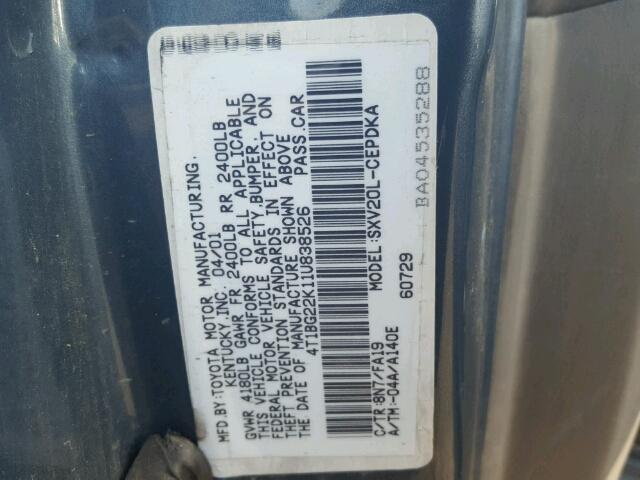 MFD.BY:TOYOTA MOTOR MANUFACTURING.
KENTUCKY, INC. 04/01
GVWR 4180LB GAWR FR 2400LB RR 2400LB
THIS VEHICLE CONFORMS TO ALL APPLICABLE
FEDERAL MOTOR VEHICLE SAFETY,BUMPER, AND
THEFT PREVENTION STANDARDS IN EFFECT ON
THE DATE OF MANUFACTURE SHOWN ABOVE
4T1BG22K11U838526 PASS.CAR
C/TR:8N7/FA19 MODEL:SXV20L-CEPDKA
A/TM:-04A/A140E 60729
BA04535288